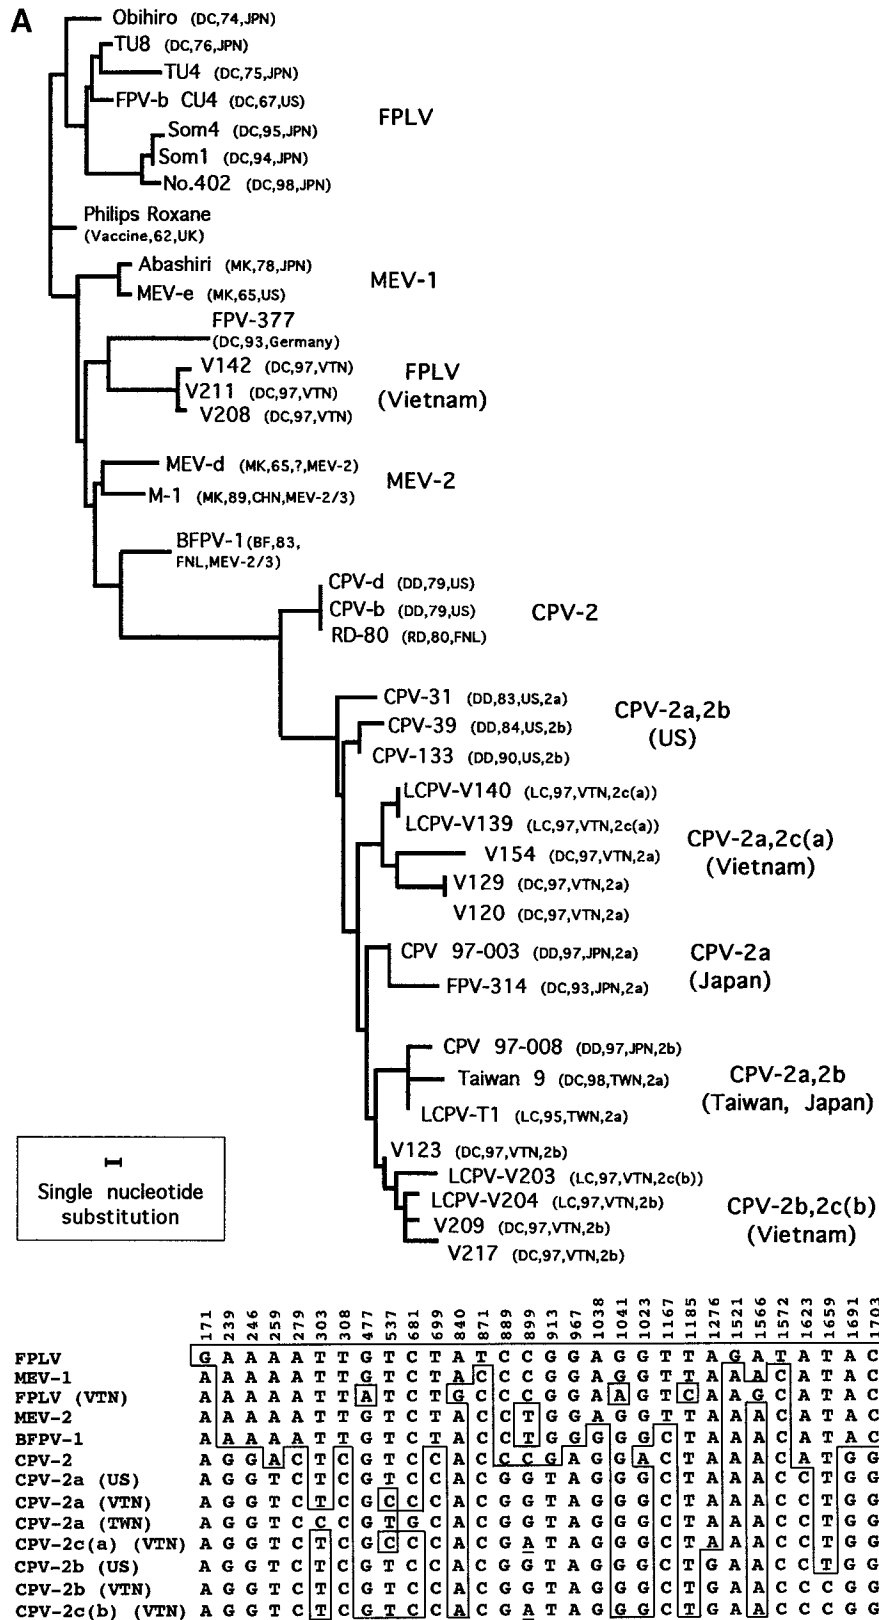 A
Obihiro (DC,74,JPN)
TU8 (DC,76,JPN)
TU4 (DC,75,JPN)
FPV-b CU4 (DC,67,US)
FPLV
Som4 (DC,95,JPN)
Som1 (DC,94,JPN)
No.402 (DC,98,JPN)
Philips Roxane
(Vaccine,62,UK)
Abashiri (MK,78,JPN)
MEV-1
MEV-e (MK,65,US)
FPV-377
(DC,93,Germany)
V142 (DC,97,VTN)
FPLV
V211 (DC,97,VTN)
(Vietnam)
V208 (DC,97,VTN)
MEV-d (MK,65,?,MEV-2)
MEV-2
M-1 (MK,89,CHN,MEV-2/3)
BFPV-1(BF,83,
FNL,MEV-2/3)
CPV-d (DD,79,US)
CPV-b (DD,79,US)
CPV-2
RD-80 (RD,80,FNL)
CPV-31 (DD,83,US,2a)
CPV-2a,2b
CPV-39 (DD,84,US,2b)
(US)
CPV-133 (DD,90,US,2b)
LCPV-V140 (LC,97,VTN,2c(a))
LCPV-V139 (LC,97,VTN,2c(a))
CPV-2a,2c(a)
V154 (DC,97,VTN,2a)
(Vietnam)
V129 (DC,97,VTN,2a)
V120 (DC,97,VTN,2a)
CPV 97-003 (DD,97,JPN,2a)
CPV-2a
(Japan)
FPV-314 (DC,93,JPN,2a)
CPV 97-008 (DD,97,JPN,2b)
Taiwan 9 (DC,98,TWN,2a)
CPV-2a,2b
(Taiwan, Japan)
LCPV-T1 (LC,95,TWN,2a)
V123 (DC,97,VTN,2b)
LCPV-V203 (LC,97,VTN,2c(b))
LCPV-V204 (LC,97,VTN,2b)
CPV-2b,2c(b)
V209 (DC,97,VTN,2b)
(Vietnam)
V217 (DC,97,VTN,2b)
Single nucleotide
substitution
171 239 246 259 279 303 308 477 537 681 699 840 871 889 899 913 967 1038 1041 1023 1167 1185 1276 1521 1566 1572 1623 1659 1691 1703
FPLV G A A A A T T G T C T A T C C G G A G G T T A G A T A T A C
MEV-1 A A A A A T T G T C T A C C C G G A G G T T A A A C A T A C
FPLV (VTN) A A A A A T T A T C T G C C C G G A A G T C A A G C A T A C
MEV-2 A A A A A T T G T C T A C C T G G A G G T T A A A C A T A C
BFPV-1 A A A A A T T G T C T A C C T G G G G G C T A A A C A T A C
CPV-2 A G G A C T C G T C C A C C C G A G G A C T A A A C A T G G
CPV-2a (US) A G G T C T C G T C C A C G G T A G G G C T A A A C C T G G
CPV-2a (VTN) A G G T C T C G C C C A C G G T A G G G C T A A A C C T G G
CPV-2a (TWN) A G G T C C C G T G C A C G G T A G G G C T A A A C C T G G
CPV-2c(a) (VTN) A G G T C T C G C C C A C G A T A G G G C T A A A C C T G G
CPV-2b (US) A G G T C T C G T C C A C G G T A G G G C T G A A C C T G G
CPV-2b (VTN) A G G T C T C G T C C A C G G T A G G G C T G A A C C C G G
CPV-2c(b) (VTN) A G G T C T C G T C C A C G A T A G G G C T G A A C C C G G